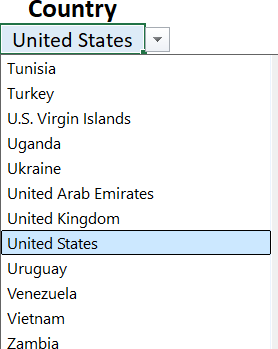 Country
United States
Tunisia
Turkey
U.S. Virgin Islands
Uganda
Ukraine
United Arab Emirates
United Kingdom
United States
Uruguay
Venezuela
Vietnam
Zambia